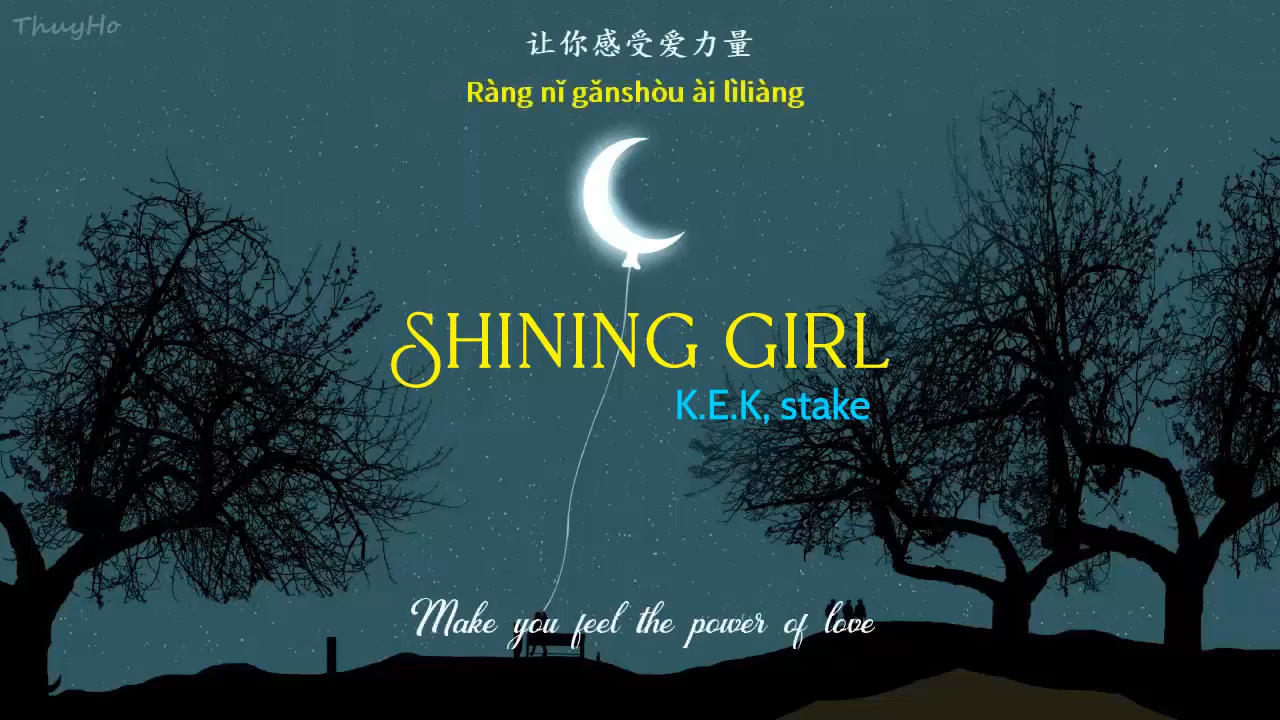 ThuyHo
让你感受爱力量
Ràng nǐ gǎnshòu ài lìliàng
SHINING GIRL
K.E.K, stake
Make you feel the power of love